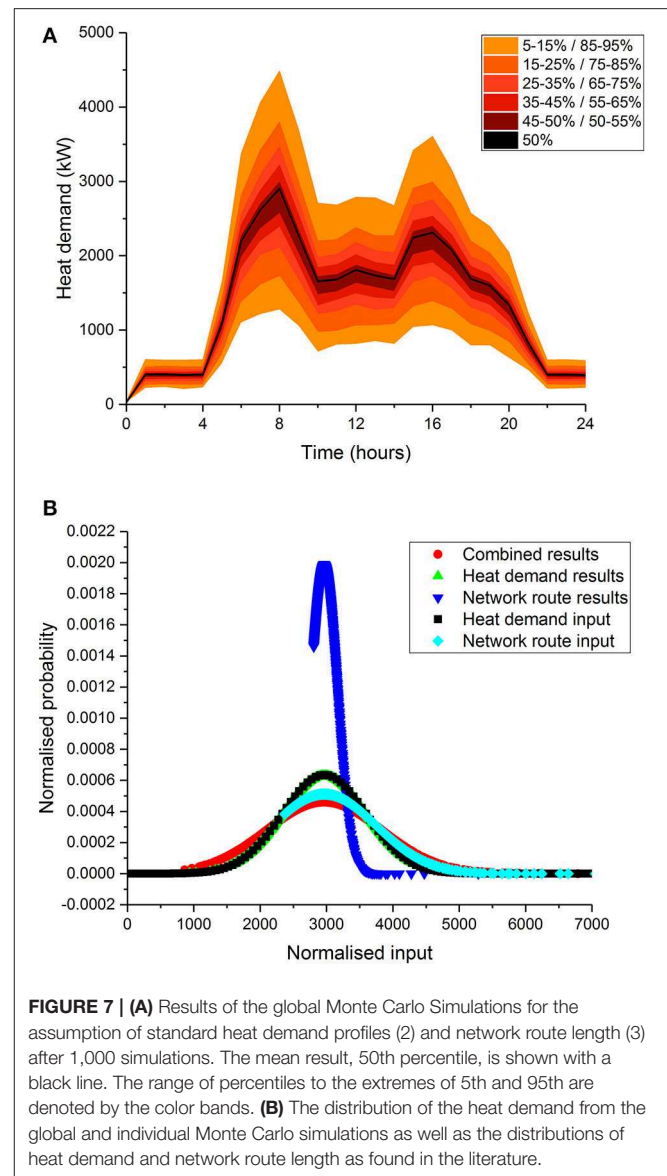 A
5000
4000
3000
2000
1000
0
Heat demand (kW)
5-15% / 85-95%
15-25% / 75-85%
25-35% / 65-75%
35-45% / 55-65%
45-50% / 50-55%
50%
0 4 8 12 16 20 24
Time (hours)
B
0.0022
0.0020
0.0018
0.0016
0.0014
0.0012
0.0010
0.0008
0.0006
0.0004
0.0002
0.0000
-0.0002
Normalised probability
Combined results
Heat demand results
Network route results
Heat demand input
Network route input
0 1000 2000 3000 4000 5000 6000 7000
Normalised input
FIGURE 7 | (A) Results of the global Monte Carlo Simulations for the
assumption of standard heat demand profiles (2) and network route length (3)
after 1,000 simulations. The mean result, 50th percentile, is shown with a
black line. The range of percentiles to the extremes of 5th and 95th are
denoted by the color bands. (B) The distribution of the heat demand from the
global and individual Monte Carlo simulations as well as the distributions of
heat demand and network route length as found in the literature.